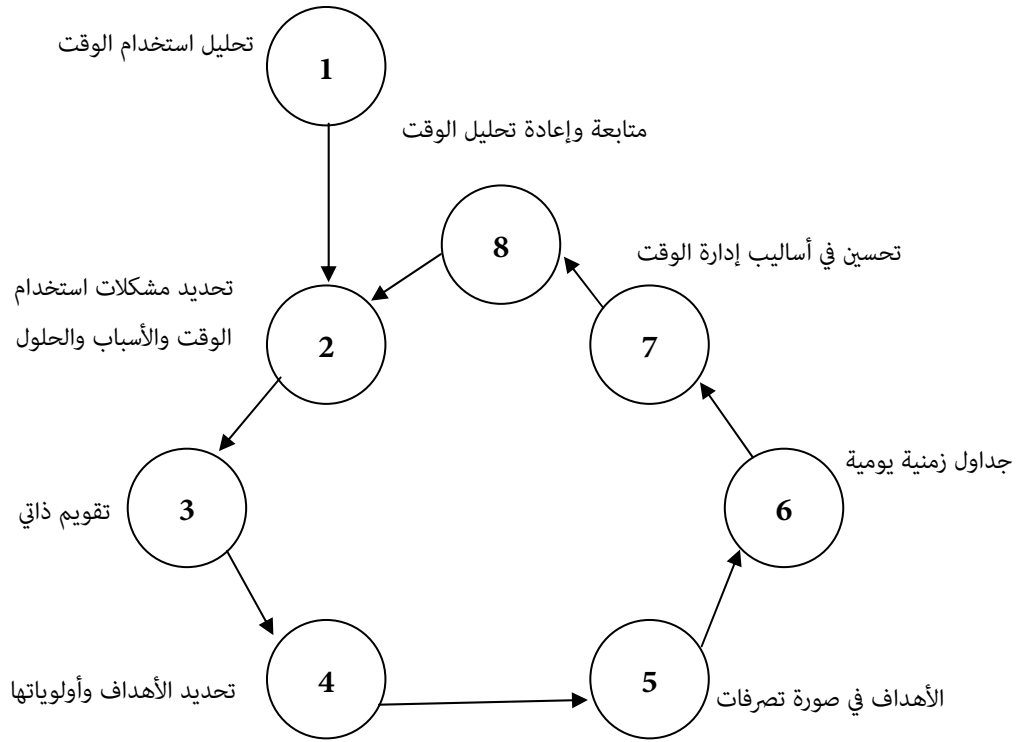 تحليل استخدام الوقت
1
متابعة وإعادة تحليل الوقت
8
تحسين في أساليب إدارة الوقت
7
تحديد مشكلات استخدام
الوقت والأسباب والحلول
2
جداول زمنية يومية
6
3
تقويم ذاتي
4
تحديد الأهداف وأولوياتها
5
الأهداف في صورة تصرفات